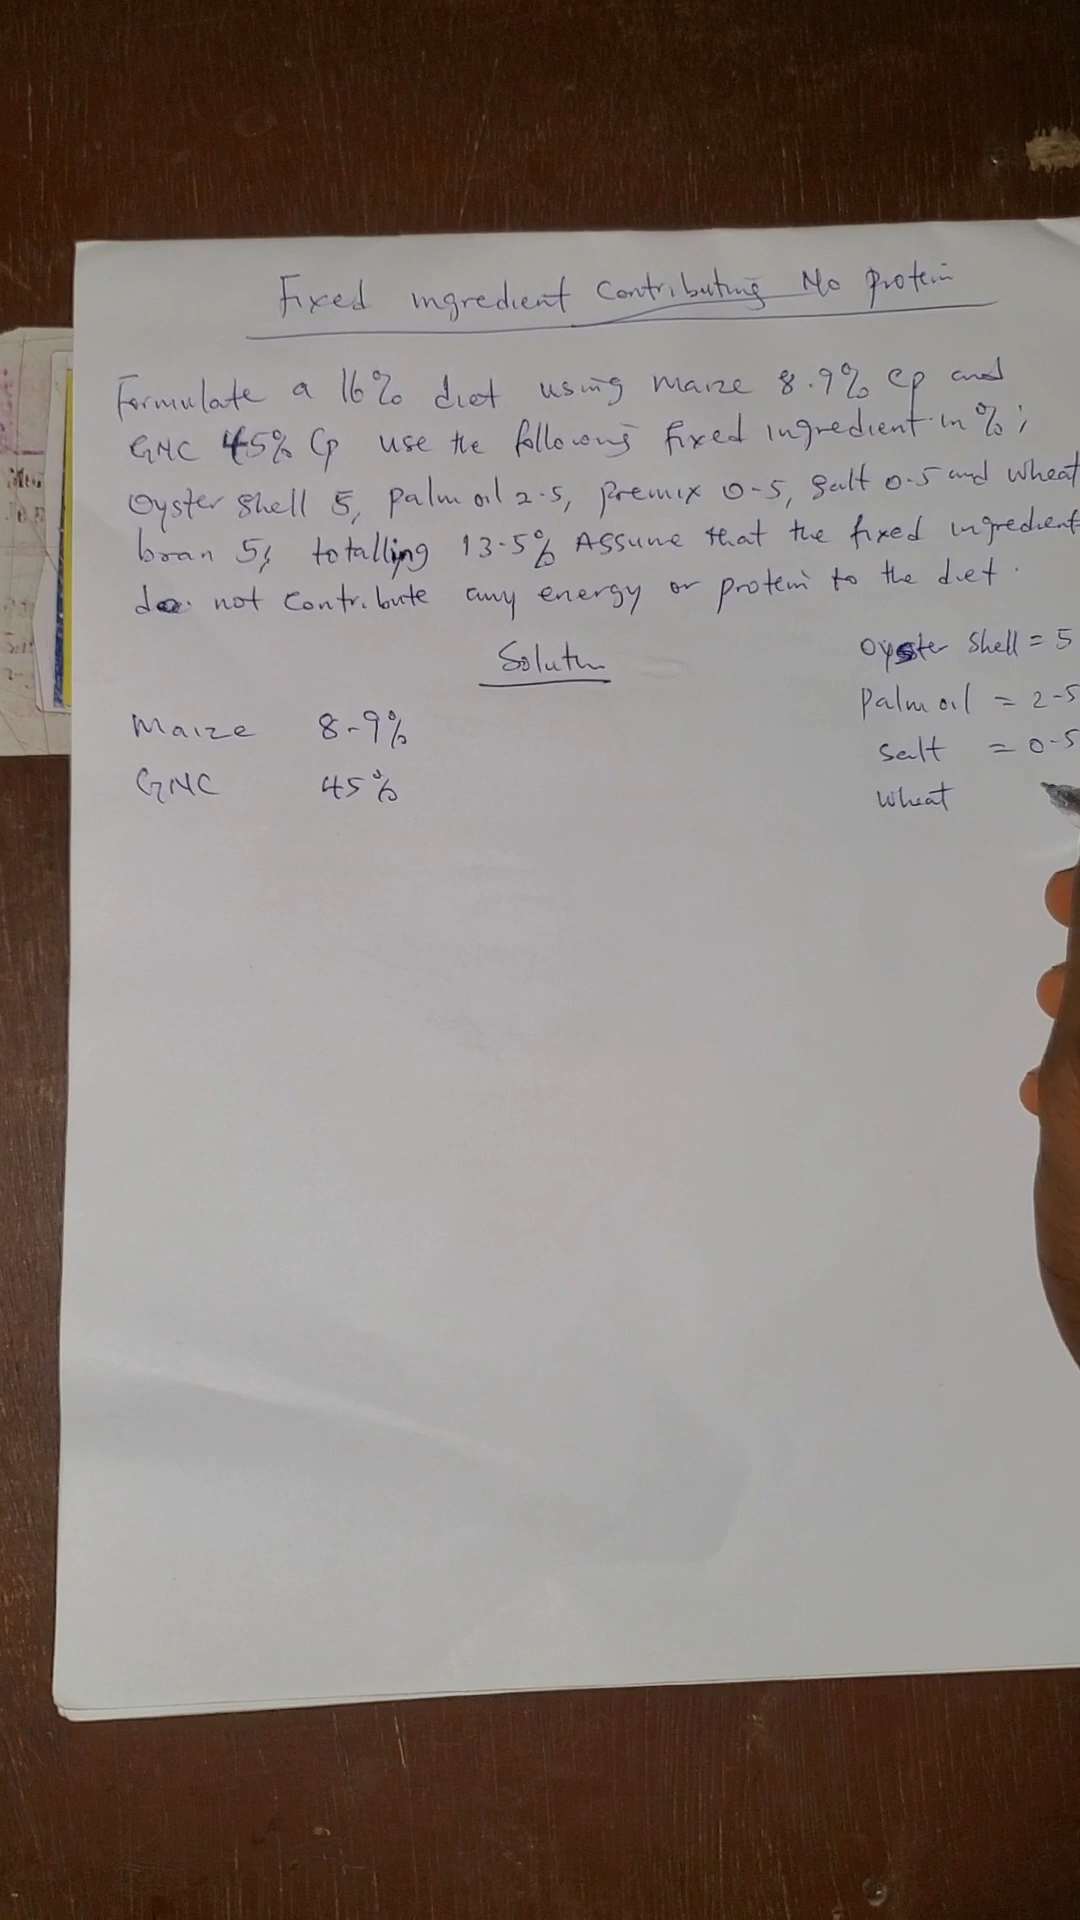 Fixed ingredient Contributing No protein
Formulate a 16% diet using maize 8.9% cp and
GNC 45% Cp use the following fixed ingredient in %;
Oyster shell 5, palm oil 2.5, premix 0-5, salt 0.5 and wheat
bran 5, totalling 13.5% Assume that the fixed ingredient
do not contribute any energy or protein to the diet.
Solutn
Oyster shell = 5
palm oil = 2-5
Salt = 0-5
wheat
Maize 8-9%
GNC 45%